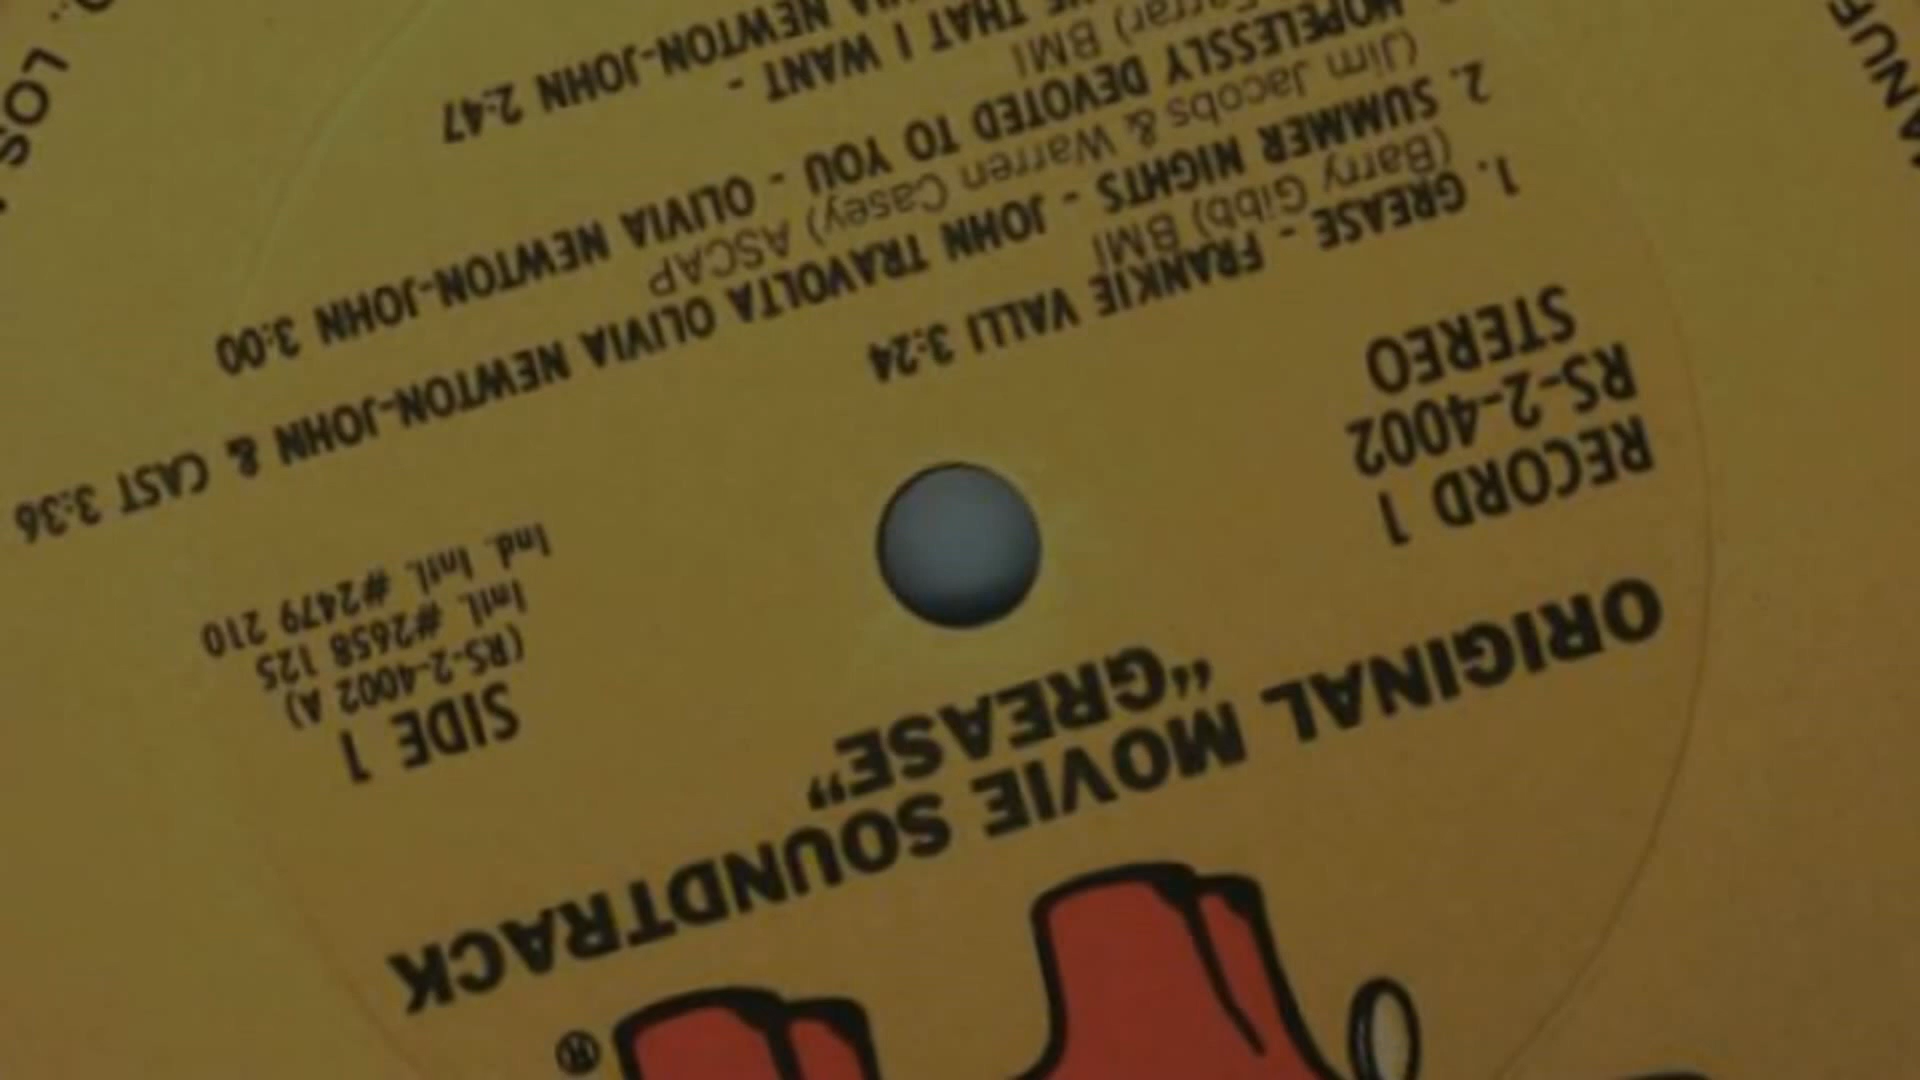 ®
ORIGINAL MOVIE SOUNDTRACK
“GREASE”
RECORD 1
RS-2-4002
STEREO
SIDE 1
(RS-2-4002 A)
Intl. #2658 125
Ind. Intl. #2479 210
1. GREASE - FRANKIE VALLI 3:24
(Barry Gibb) BMI
2. SUMMER NIGHTS - JOHN TRAVOLTA OLIVIA NEWTON-JOHN & CAST 3:36
(Jim Jacobs & Warren Casey) ASCAP
HOPELESSLY DEVOTED TO YOU - OLIVIA NEWTON-JOHN 3:00
Farrar) BMI
THAT I WANT -
NEWTON-JOHN 2:47
LOS